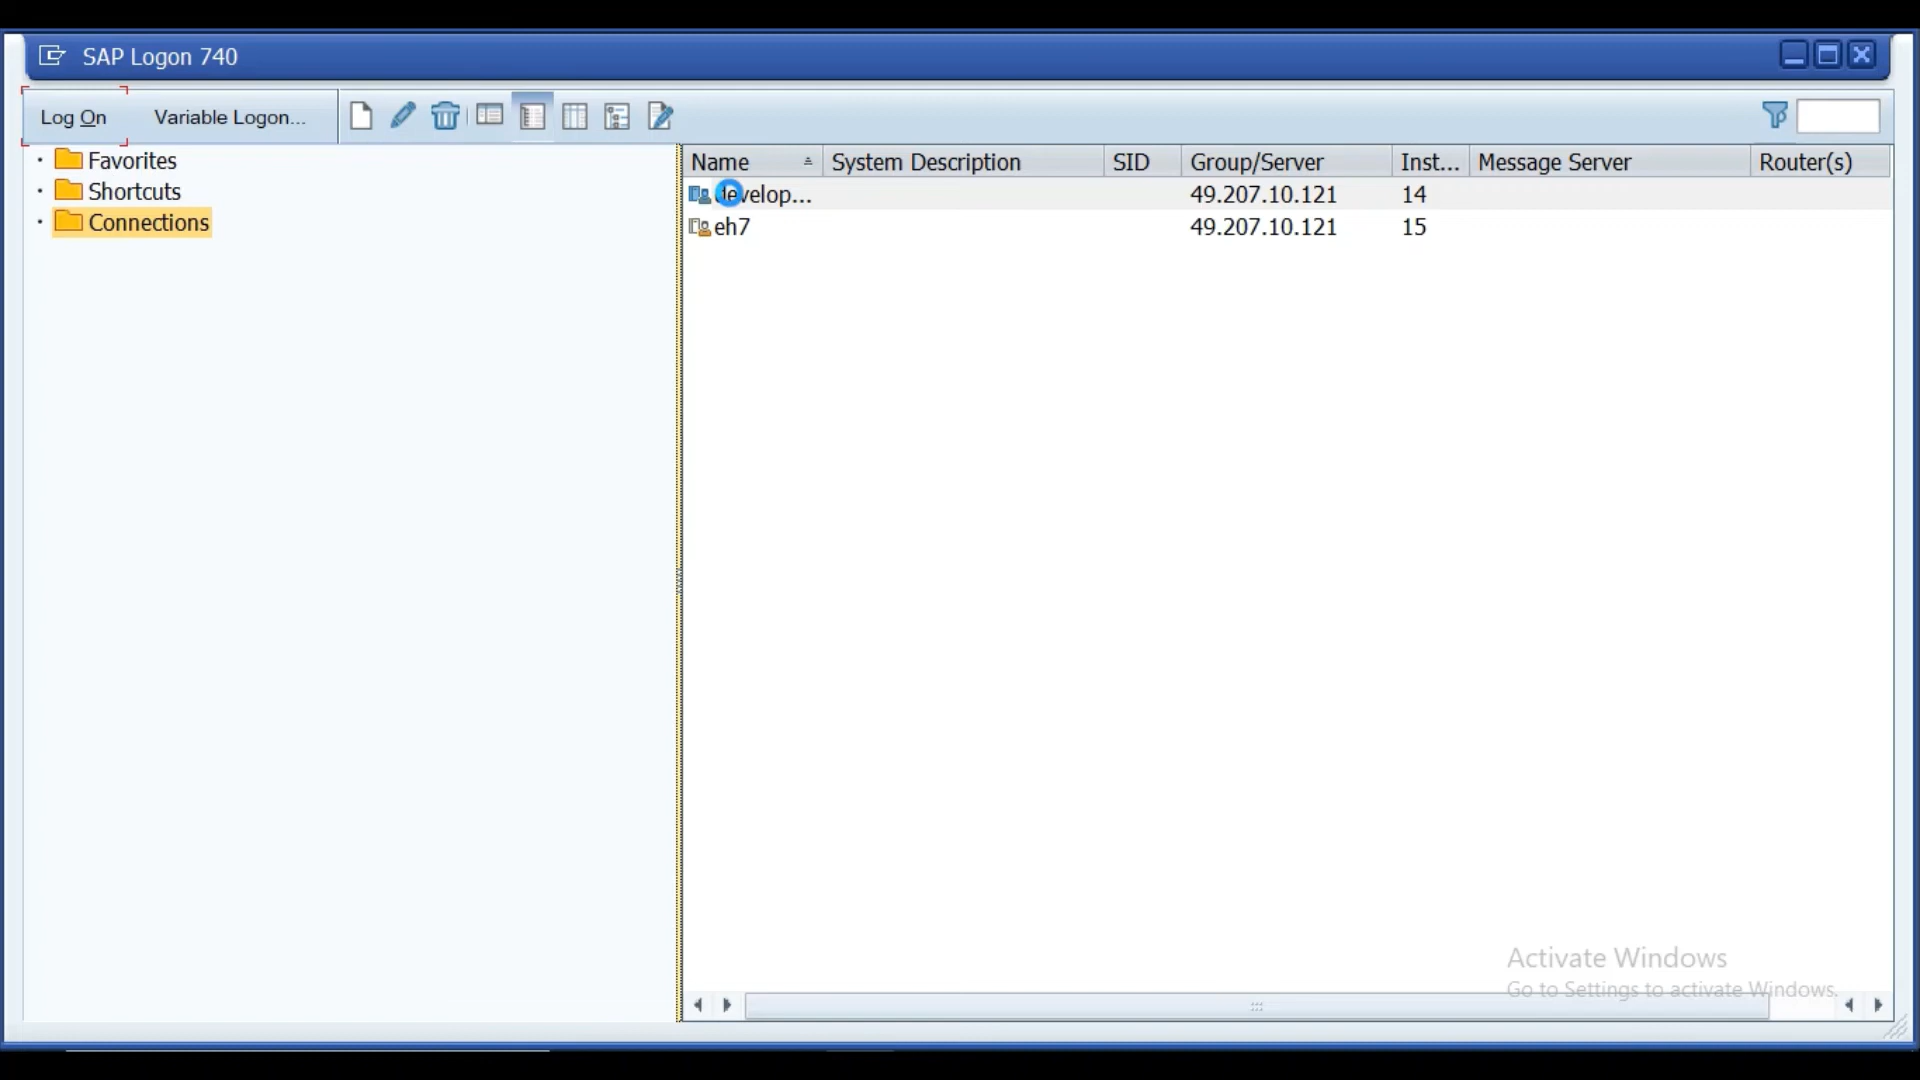 SAP Logon 740
Log On Variable Logon...
Favorites
Shortcuts
Connections
Name System Description SID Group/Server Inst... Message Server Router(s)
develop... 49.207.10.121 14
eh7 49.207.10.121 15
Activate Windows
Go to Settings to activate Windows.